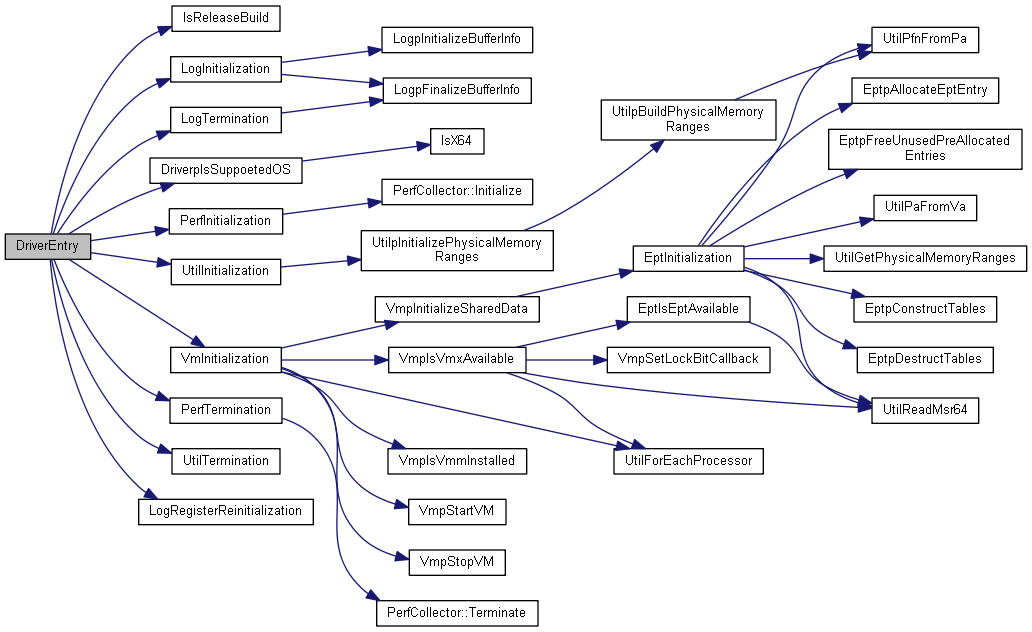 IsReleaseBuild
LogInitialization
LogpInitializeBufferInfo
LogpFinalizeBufferInfo
LogTermination
DriverpIsSuppoetedOS
IsX64
PerfInitialization
PerfCollector::Initialize
DriverEntry
UtilInitialization
UtilpInitializePhysicalMemory
Ranges
UtilpBuildPhysicalMemory
Ranges
UtilPfnFromPa
EptpAllocateEptEntry
EptpFreeUnusedPreAllocated
Entries
UtilPaFromVa
EptInitialization
UtilGetPhysicalMemoryRanges
EptpConstructTables
EptpDestructTables
UtilReadMsr64
VmpInitializeSharedData
EptIsEptAvailable
VmInitialization
VmpIsVmxAvailable
VmpSetLockBitCallback
PerfTermination
VmpIsVmmInstalled
UtilForEachProcessor
UtilTermination
VmpStartVM
LogRegisterReinitialization
VmpStopVM
PerfCollector::Terminate